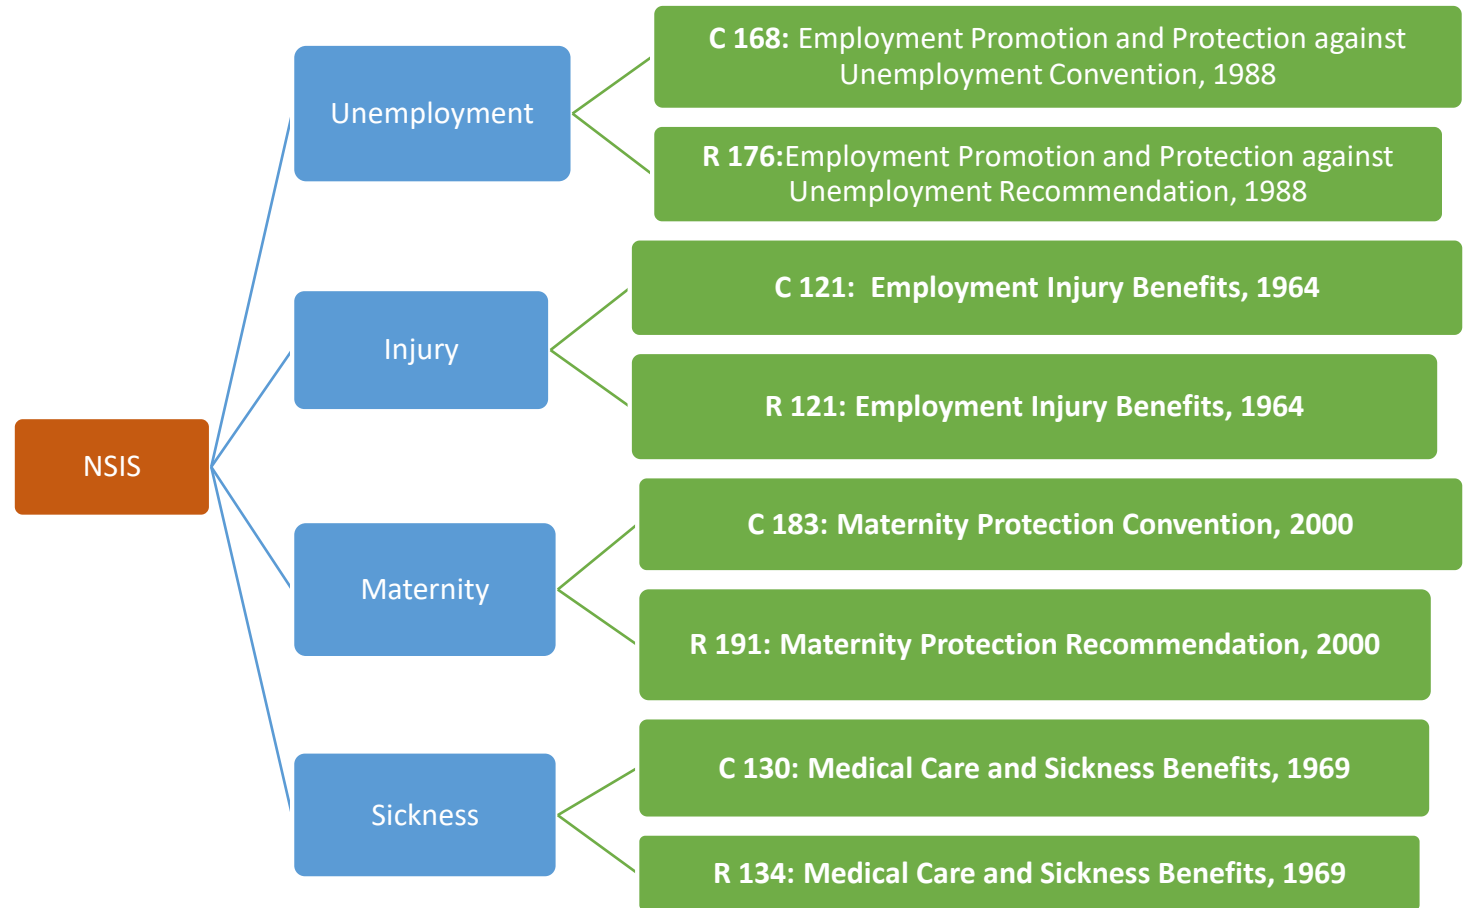 NSIS
Unemployment
C 168: Employment Promotion and Protection against
Unemployment Convention, 1988
R 176:Employment Promotion and Protection against
Unemployment Recommendation, 1988
Injury
C 121:  Employment Injury Benefits, 1964
R 121: Employment Injury Benefits, 1964
Maternity
C 183: Maternity Protection Convention, 2000
R 191: Maternity Protection Recommendation, 2000
Sickness
C 130: Medical Care and Sickness Benefits, 1969
R 134: Medical Care and Sickness Benefits, 1969